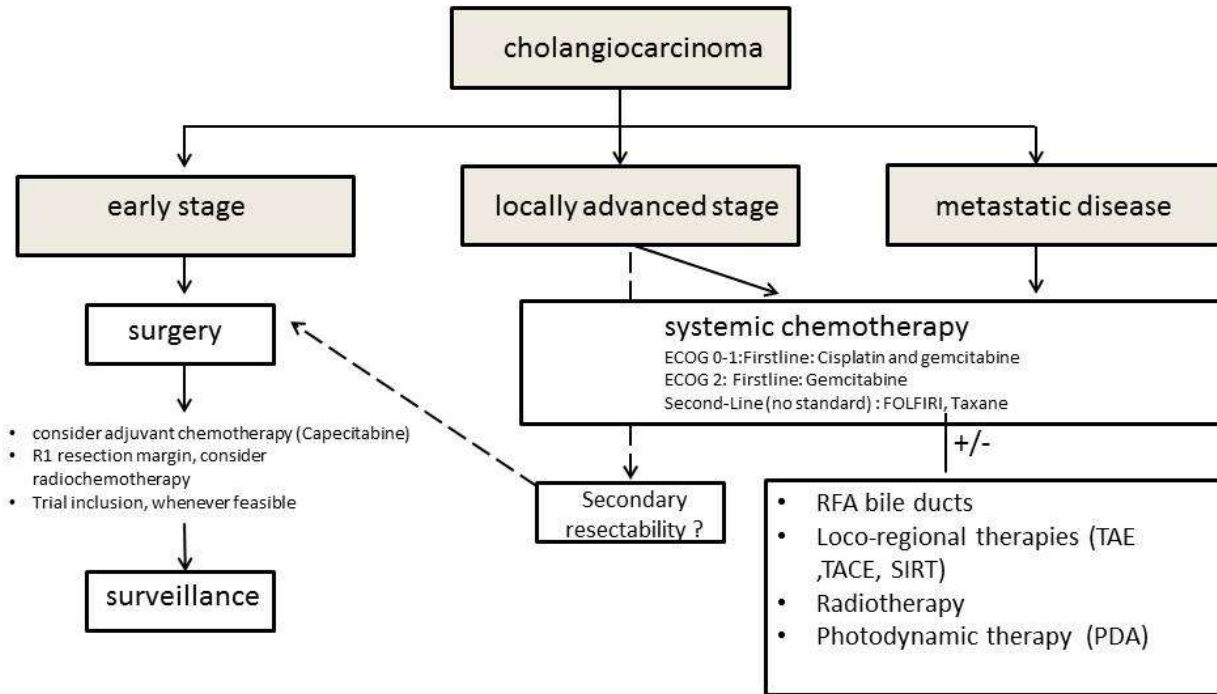 cholangiocarcinoma
early stage
locally advanced stage
metastatic disease
surgery
systemic chemotherapy
ECOG 0-1:Firstline: Cisplatin and gemcitabine
ECOG 2: Firstline: Gemcitabine
Second-Line (no standard) : FOLFIRI, Taxane
• consider adjuvant chemotherapy (Capecitabine)
• R1 resection margin, consider
radiochemotherapy
• Trial inclusion, whenever feasible
+/-
Secondary
resectability ?
• RFA bile ducts
• Loco-regional therapies (TAE
,TACE, SIRT)
• Radiotherapy
• Photodynamic therapy (PDA)
surveillance